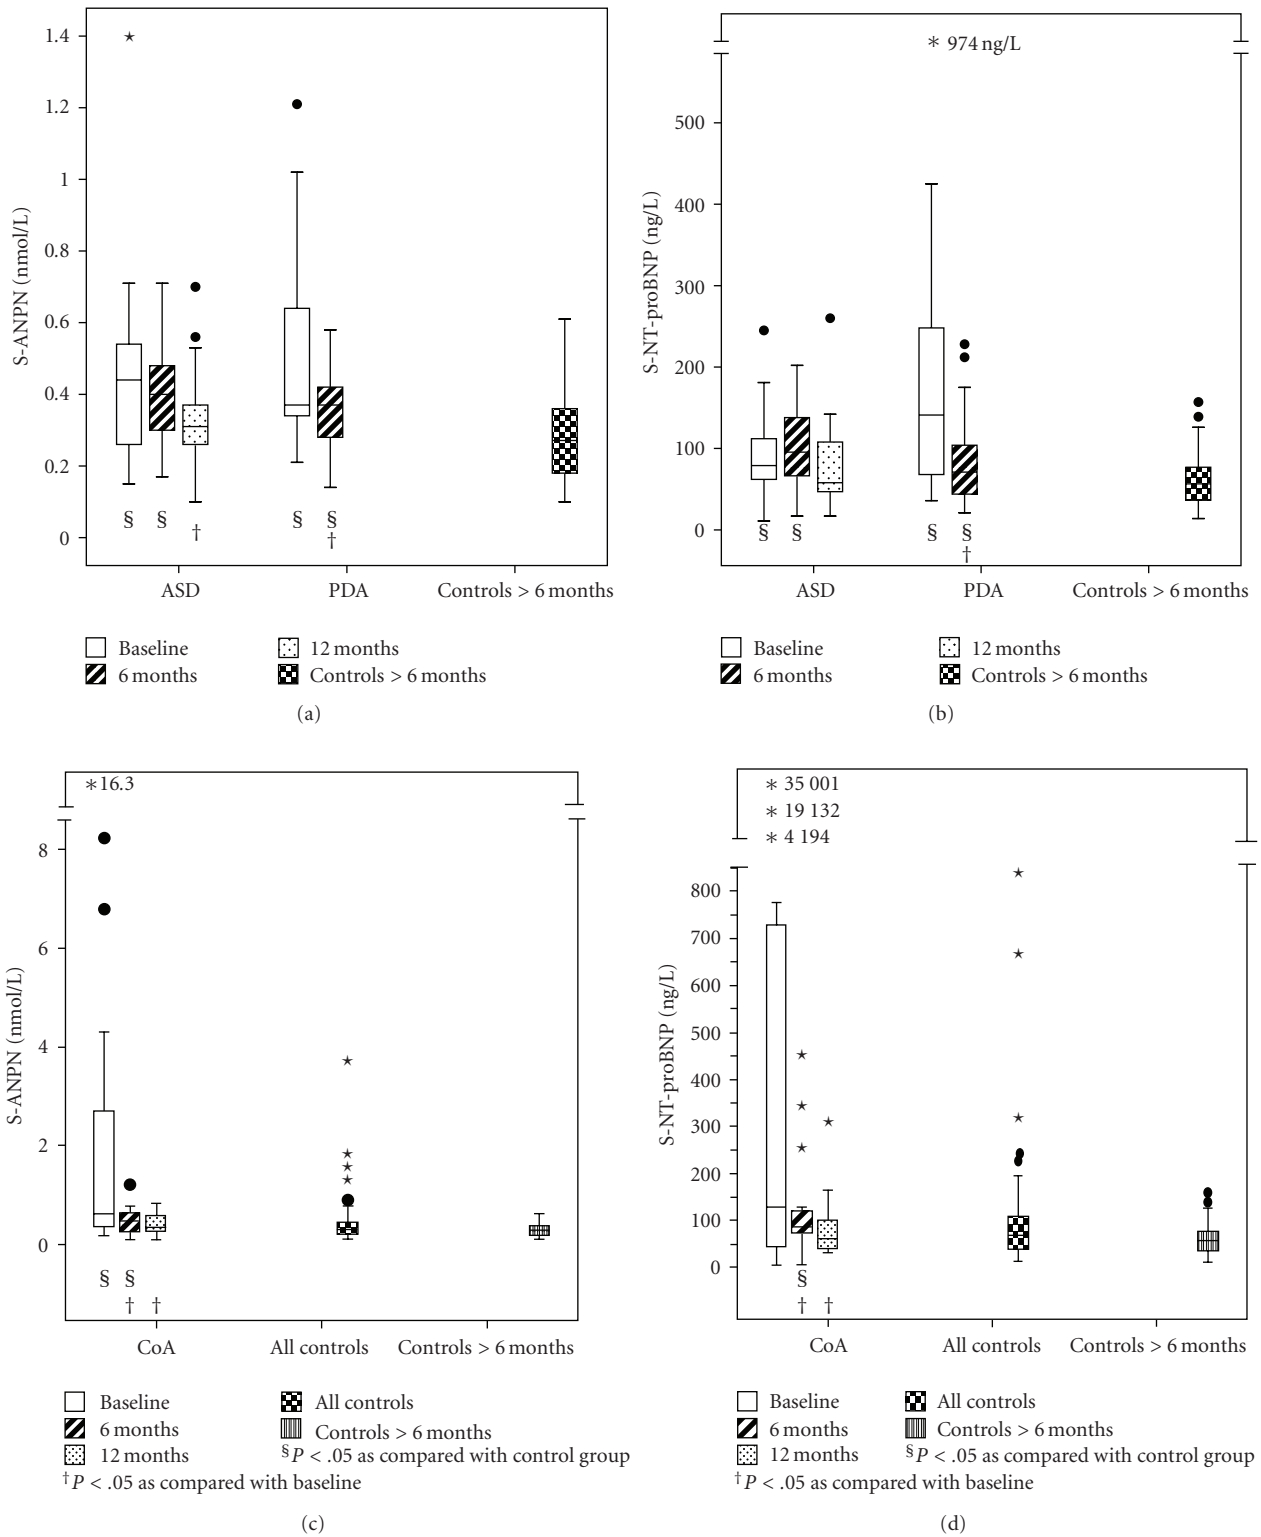 S-ANPN (nmol/L)
1.4
1.2
1
0.8
0.6
0.4
0.2
0
§ § † § §
†
ASD PDA Controls > 6 months
Baseline 12 months
6 months Controls > 6 months
(a)
S-NT-proBNP (ng/L)
∗ 974 ng/L
500
400
300
200
100
0
§ § § §
†
ASD PDA Controls > 6 months
Baseline 12 months
6 months Controls > 6 months
(b)
S-ANPN (nmol/L)
∗16.3
8
6
4
2
0
§ §
† †
CoA All controls Controls > 6 months
Baseline All controls
6 months Controls > 6 months
12 months §P < .05 as compared with control group
†P < .05 as compared with baseline
(c)
S-NT-proBNP (ng/L)
∗ 35 001
∗ 19 132
∗ 4 194
800
700
600
500
400
300
200
100
0
§
† †
CoA All controls Controls > 6 months
Baseline All controls
6 months Controls > 6 months
12 months §P < .05 as compared with control group
†P < .05 as compared with baseline
(d)